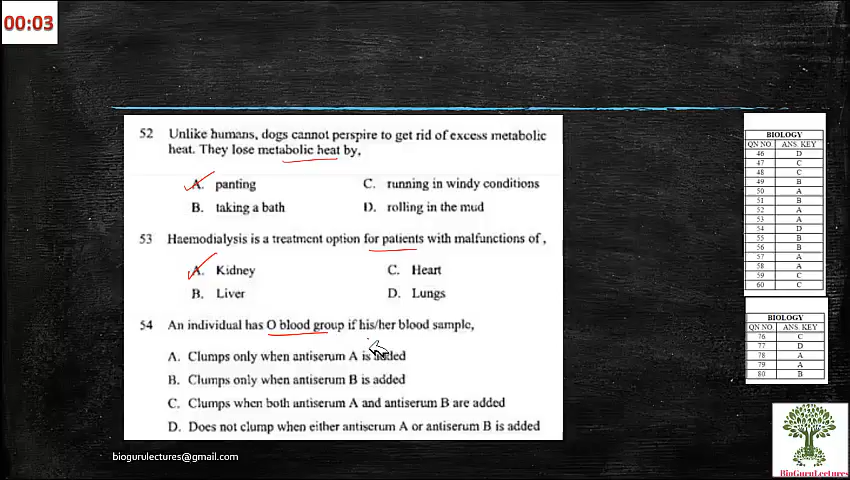 00:03
52 Unlike humans, dogs cannot perspire to get rid of excess metabolic
heat. They lose metabolic heat by,
A. panting C. running in windy conditions
B. taking a bath D. rolling in the mud
53 Haemodialysis is a treatment option for patients with malfunctions of ,
A. Kidney C. Heart
B. Liver D. Lungs
54 An individual has O blood group if his/her blood sample,
A. Clumps only when antiserum A is added
B. Clumps only when antiserum B is added
C. Clumps when both antiserum A and antiserum B are added
D. Does not clump when either antiserum A or antiserum B is added
BIOLOGY
QN NO. ANS. KEY
46 D
47 C
48 C
49 B
50 A
51 B
52 A
53 A
54 D
55 B
56 B
57 A
58 A
59 C
60 C
BIOLOGY
QN NO. ANS. KEY
76 C
77 D
78 A
79 A
80 B
biogurulectures@gmail.com
BioGuruLectures